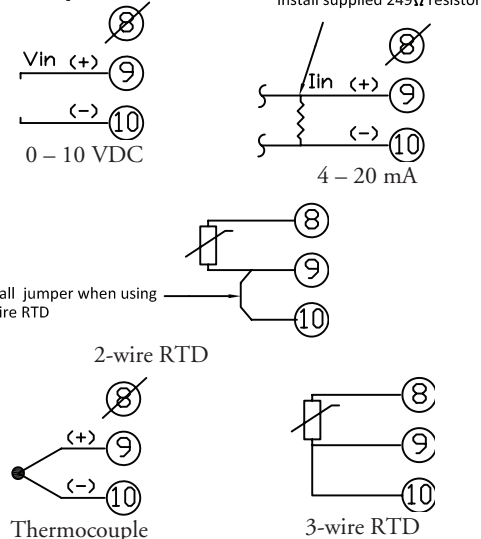 install supplied 249Ω resistor
8
Vin (+) 9
(-) 10
0 – 10 VDC
8
Iin (+) 9
(-) 10
4 – 20 mA
8
9
10
all jumper when using
ire RTD
2-wire RTD
8
(+) 9
(-) 10
Thermocouple
8
9
10
3-wire RTD